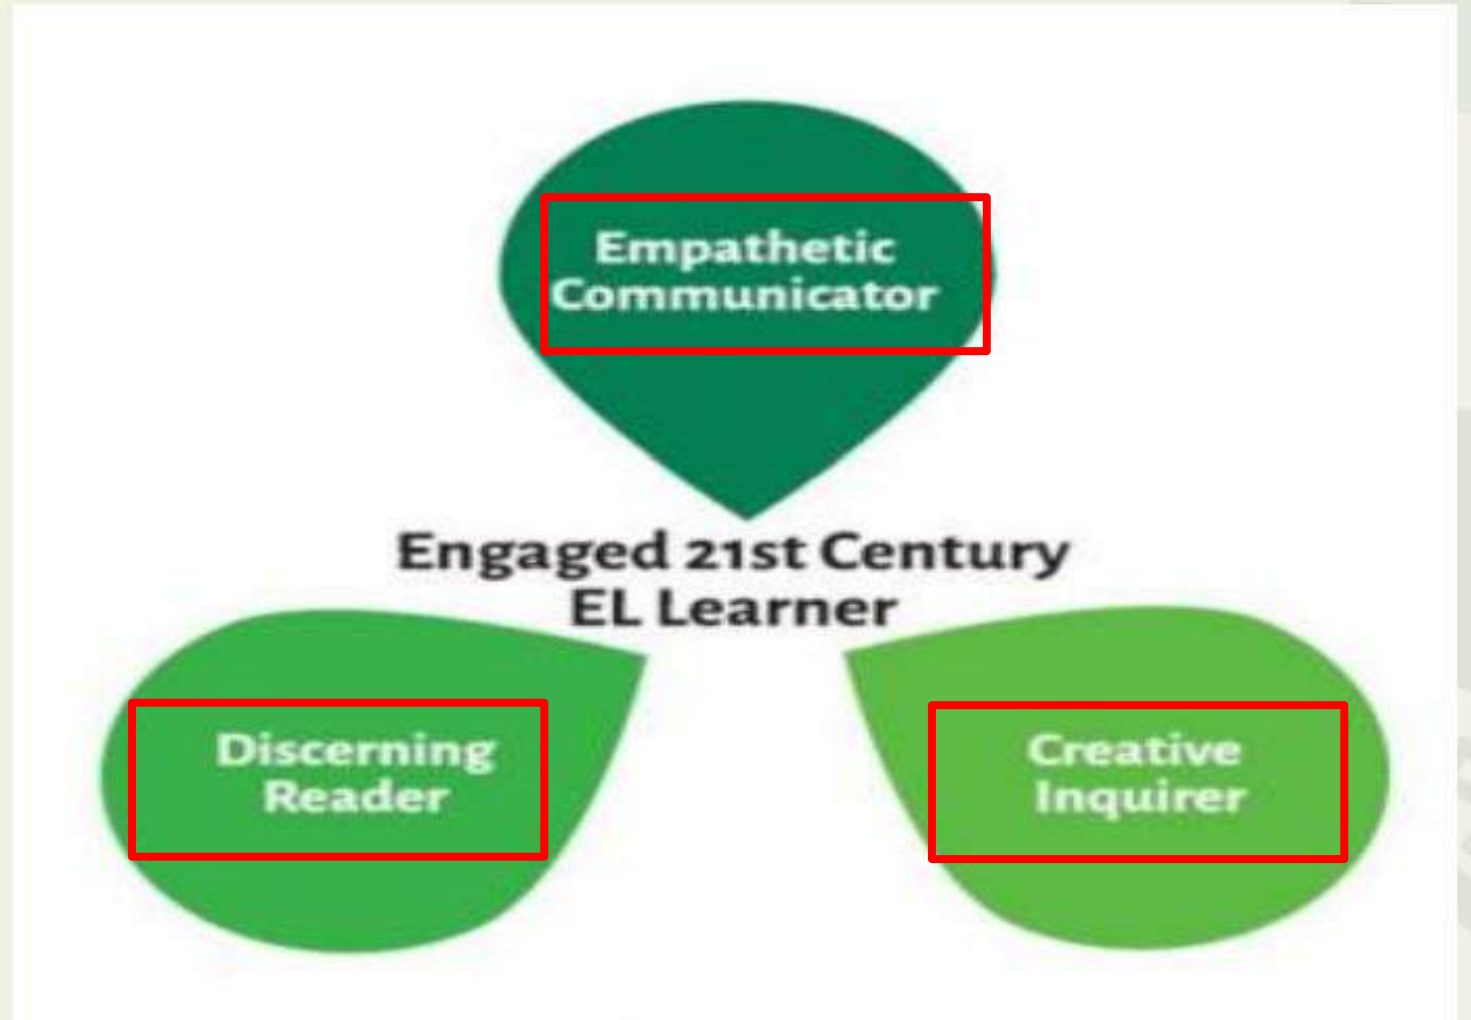 Empathetic
Communicator
Engaged 21st Century
EL Learner
Discerning
Reader
Creative
Inquirer